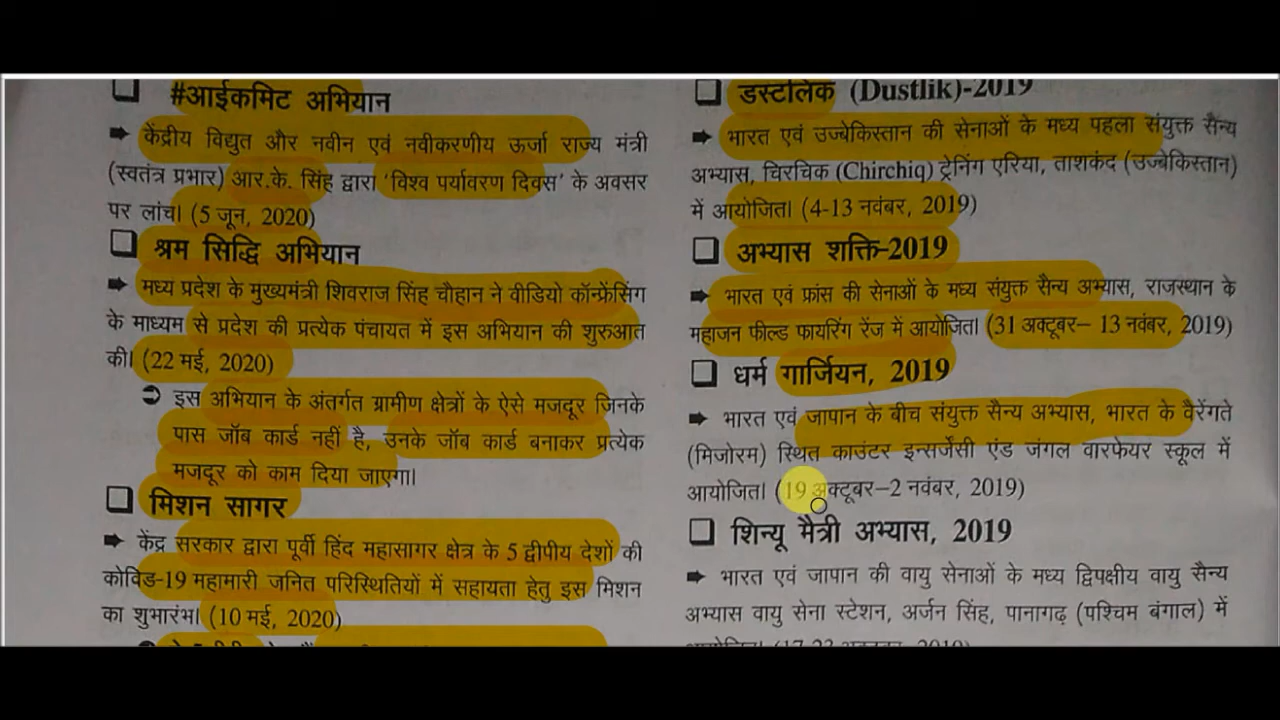 #आईकमिट अभियान
केंद्रीय विद्युत और नवीन एवं नवीकरणीय ऊर्जा राज्य मंत्री
(स्वतंत्र प्रभार) आर.के. सिंह द्वारा ‘विश्व पर्यावरण दिवस’ के अवसर
पर लांच। (5 जून, 2020)
श्रम सिद्धि अभियान
मध्य प्रदेश के मुख्यमंत्री शिवराज सिंह चौहान ने वीडियो कॉन्फ्रेंसिंग
के माध्यम से प्रदेश की प्रत्येक पंचायत में इस अभियान की शुरुआत
की। (22 मई, 2020)
इस अभियान के अंतर्गत ग्रामीण क्षेत्रों के ऐसे मजदूर जिनके
पास जॉब कार्ड नहीं है, उनके जॉब कार्ड बनाकर प्रत्येक
मजदूर को काम दिया जाएगा।
मिशन सागर
केंद्र सरकार द्वारा पूर्वी हिंद महासागर क्षेत्र के 5 द्वीपीय देशों की
कोविड-19 महामारी जनित परिस्थितियों में सहायता हेतु इस मिशन
का शुभारंभ। (10 मई, 2020)
डस्टलिक (Dustlik)-2019
भारत एवं उज्बेकिस्तान की सेनाओं के मध्य पहला संयुक्त सैन्य
अभ्यास, चिरचिक (Chirchiq) ट्रेनिंग एरिया, ताशकंद (उज्बेकिस्तान)
में आयोजित। (4-13 नवंबर, 2019)
अभ्यास शक्ति-2019
भारत एवं फ्रांस की सेनाओं के मध्य संयुक्त सैन्य अभ्यास, राजस्थान के
महाजन फील्ड फायरिंग रेंज में आयोजित। (31 अक्टूबर– 13 नवंबर, 2019)
धर्म गार्जियन, 2019
भारत एवं जापान के बीच संयुक्त सैन्य अभ्यास, भारत के वैरेंगते
(मिजोरम) स्थित काउंटर इन्सर्जेंसी एंड जंगल वारफेयर स्कूल में
आयोजित। (19 अक्टूबर–2 नवंबर, 2019)
शिन्यू मैत्री अभ्यास, 2019
भारत एवं जापान की वायु सेनाओं के मध्य द्विपक्षीय वायु सैन्य
अभ्यास वायु सेना स्टेशन, अर्जन सिंह, पानागढ़ (पश्चिम बंगाल) में